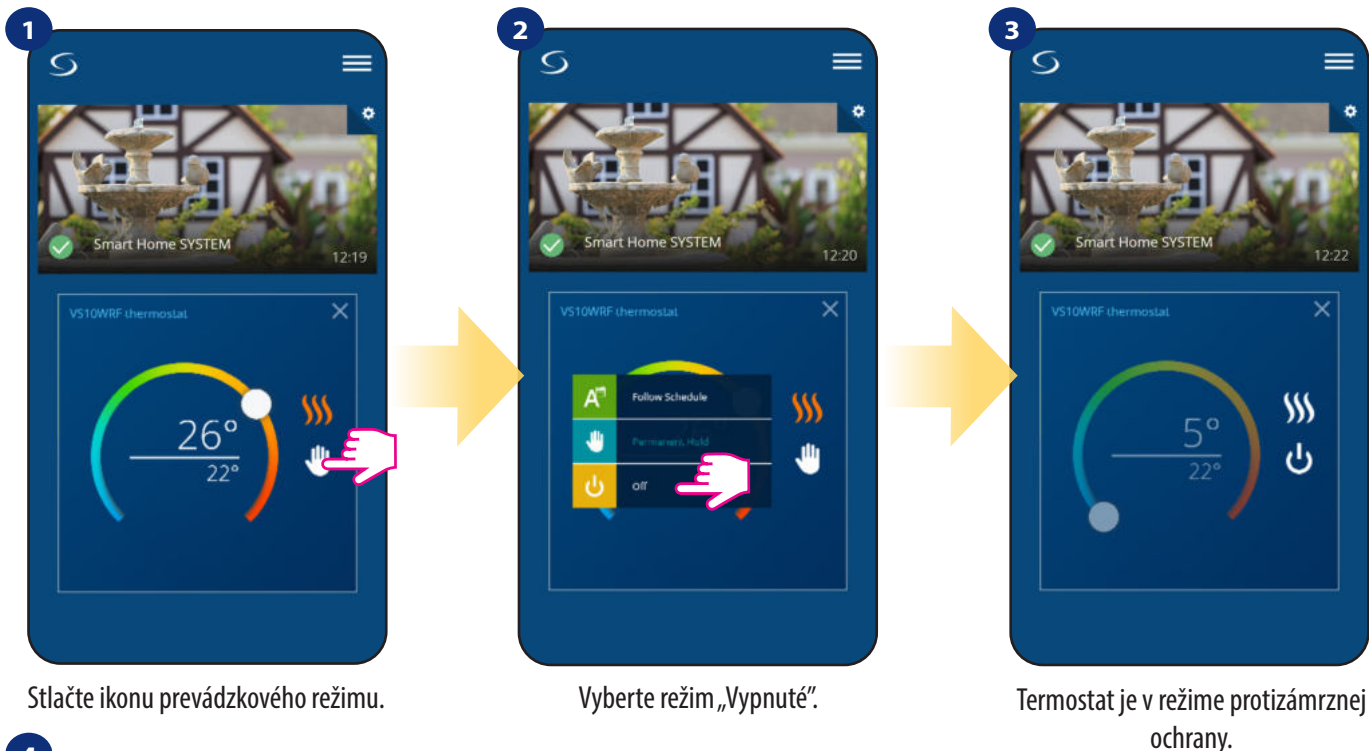 1
Smart Home SYSTEM
12:19
VS10WRF thermostat
26°
22°
Stlačte ikonu prevádzkového režimu.
2
Smart Home SYSTEM
12:20
VS10WRF thermostat
A
Follow Schedule
Permanent Hold
Off
Vyberte režim „Vypnuté”.
3
Smart Home SYSTEM
12:22
VS10WRF thermostat
5°
22°
Termostat je v režime protizámrznej
ochrany.